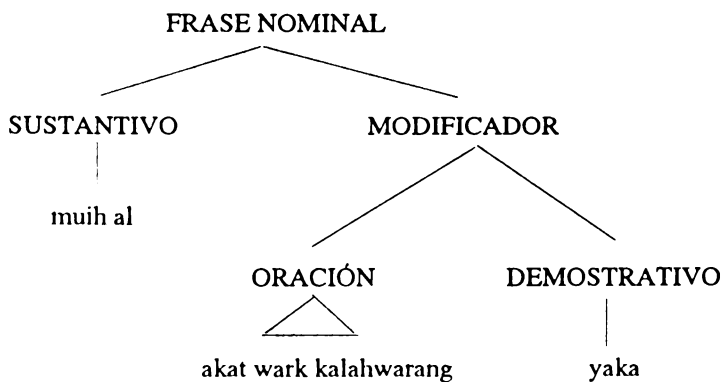 FRASE NOMINAL
SUSTANTIVO MODIFICADOR
muih al
ORACIÓN DEMOSTRATIVO
akat wark kalahwarang yaka